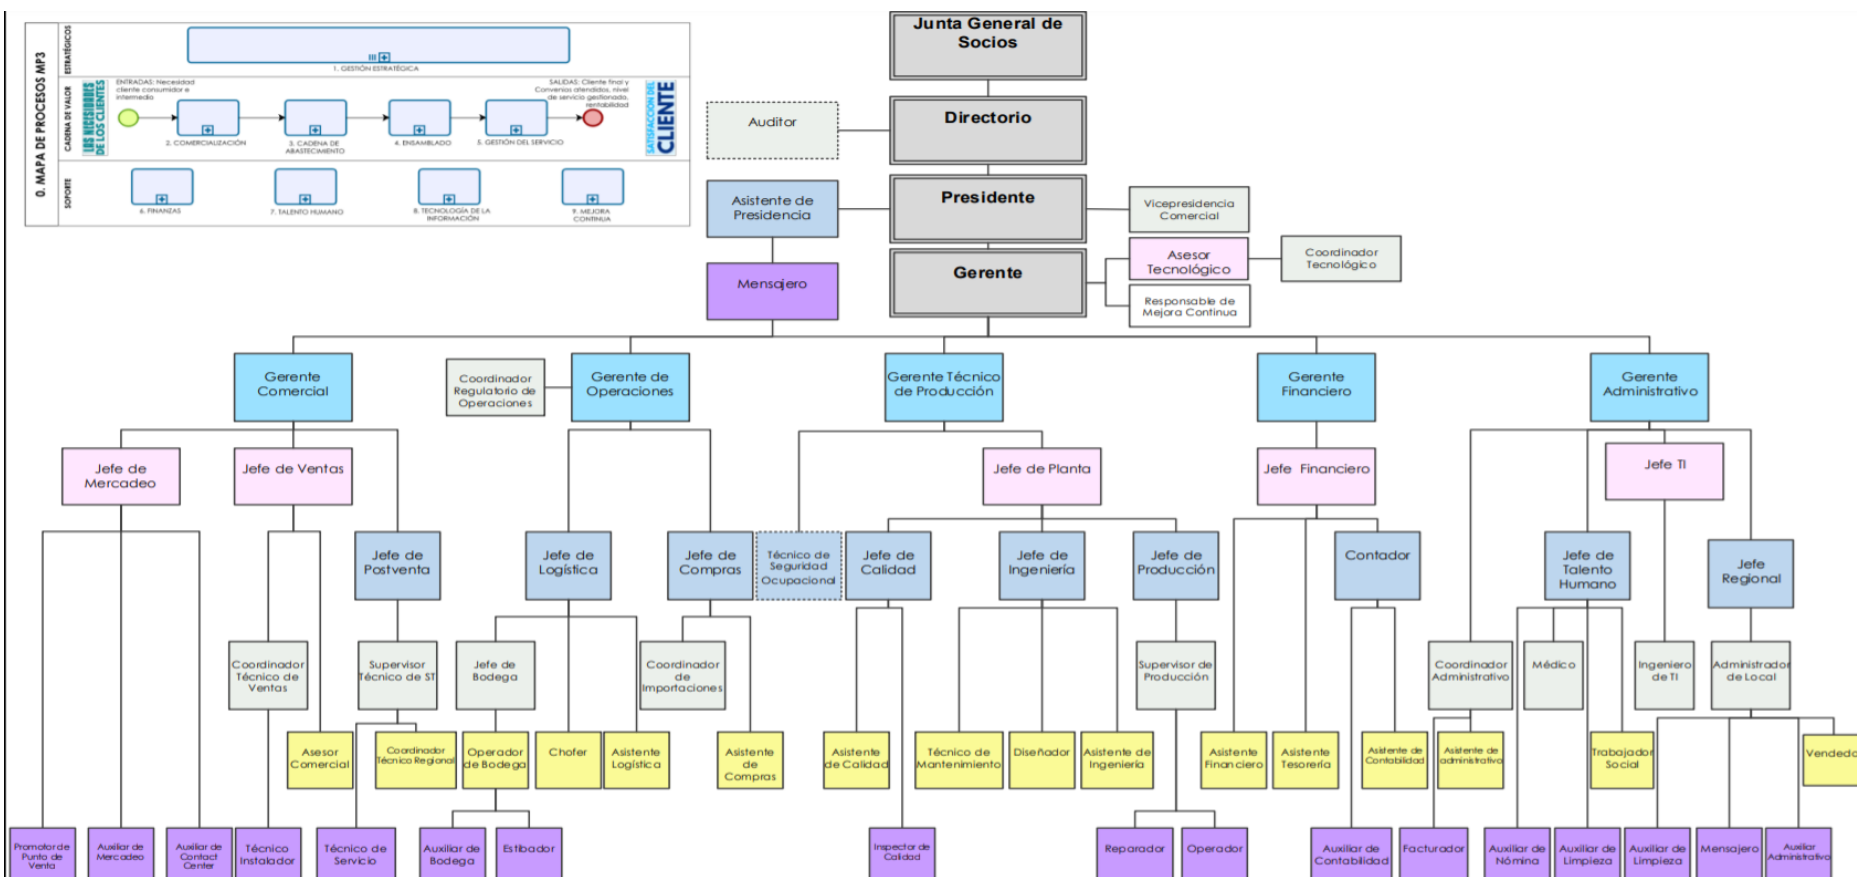 0. MAPA DE PROCESOS MP3
ESTRATÉGICOS
1. GESTIÓN ESTRATÉGICA
CADENA DE VALOR
LAS NECESIDADES
DE LOS CLIENTES
ENTRADAS: Necesidad
cliente consumidor e
intermedio
2. COMERCIALIZACIÓN
3. CADENA DE
ABASTECIMIENTO
4. ENSAMBLADO
5. GESTIÓN DEL SERVICIO
SALIDAS: Cliente final y
Convenios atendidos, nivel
de servicio gestionado,
rentabilidad
SATISFACCIÓN DEL
CLIENTE
SOPORTE
6. FINANZAS
7. TALENTO HUMANO
8. TECNOLOGÍA DE LA
INFORMACIÓN
9. MEJORA
CONTINUA
Junta General de
Socios
Auditor
Directorio
Asistente de
Presidencia
Presidente
Vicepresidencia
Comercial
Mensajero
Gerente
Asesor
Tecnológico
Coordinador
Tecnológico
Responsable de
Mejora Continua
Gerente
Comercial
Coordinador
Regulatorio de
Operaciones
Gerente de
Operaciones
Gerente Técnico
de Producción
Gerente
Financiero
Gerente
Administrativo
Jefe de
Mercadeo
Jefe de Ventas
Jefe de Planta
Jefe Financiero
Jefe TI
Jefe de
Postventa
Jefe de
Logística
Jefe de
Compras
Técnico de
Seguridad
Ocupacional
Jefe de
Calidad
Jefe de
Ingeniería
Jefe de
Producción
Contador
Jefe de
Talento
Humano
Jefe
Regional
Coordinador
Técnico de
Ventas
Supervisor
Técnico de ST
Jefe de
Bodega
Coordinador
de
Importaciones
Supervisor de
Producción
Coordinador
Administrativo
Médico
Ingeniero
de TI
Administrador
de Local
Asesor
Comercial
Coordinador
Técnico Regional
Operador
de Bodega
Chofer
Asistente
Logística
Asistente
de
Compras
Asistente
de Calidad
Técnico de
Mantenimiento
Diseñador
Asistente de
Ingeniería
Asistente
Financiero
Asistente
Tesorería
Asistente de
Contabilidad
Asistente de
administrativo
Trabajador
Social
Vendedo
Promotor de
Punto de
Venta
Auxiliar de
Mercadeo
Auxiliar de
Contact
Center
Técnico
Instalador
Técnico de
Servicio
Auxiliar de
Bodega
Estibador
Inspector de
Calidad
Reparador
Operador
Auxiliar de
Contabilidad
Facturador
Auxiliar de
Nómina
Auxiliar de
Limpieza
Auxiliar de
Limpieza
Mensajero
Auxiliar
Administrativo